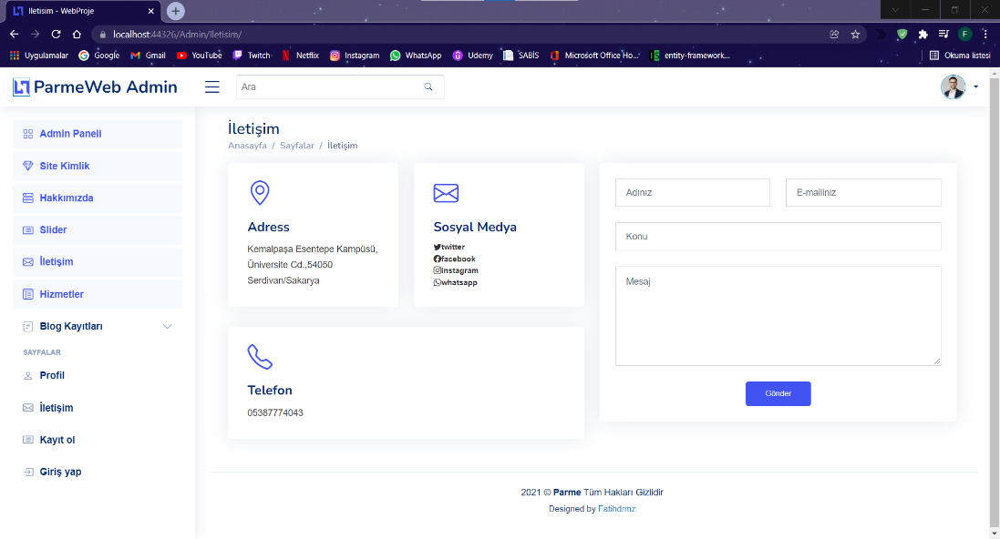 Iletisim - WebProje
localhost:44326/Admin/Iletisim/
F
Uygulamalar Google Gmail YouTube Twitch Netflix Instagram WhatsApp Udemy SABİS Microsoft Office Ho... entity-framework... Okuma listesi
ParmeWeb Admin
Ara
Admin Paneli
Site Kimlik
Hakkımızda
Slider
İletişim
Hizmetler
Blog Kayıtları
SAYFALAR
Profil
İletişim
Kayıt ol
Giriş yap
İletişim
Anasayfa / Sayfalar / İletişim
Adress
Kemalpaşa Esentepe Kampüsü,
Üniversite Cd.,54050
Serdivan/Sakarya
Sosyal Medya
twitter
facebook
instagram
whatsapp
Telefon
05387774043
Adınız
E-mailiniz
Konu
Mesaj
Gönder
2021 © Parme Tüm Hakları Gizlidir
Designed by Fatihdrmz